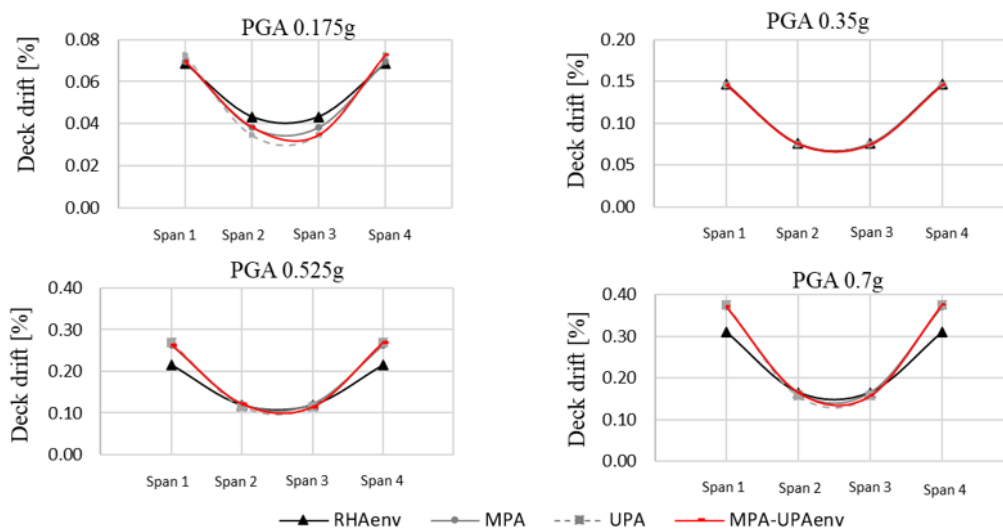 PGA 0.175g
Deck drift [%]
0.08
0.06
0.04
0.02
0.00
Span 1 Span 2 Span 3 Span 4
PGA 0.35g
Deck drift [%]
0.20
0.15
0.10
0.05
0.00
Span 1 Span 2 Span 3 Span 4
PGA 0.525g
Deck drift [%]
0.40
0.30
0.20
0.10
0.00
Span 1 Span 2 Span 3 Span 4
PGA 0.7g
Deck drift [%]
0.40
0.30
0.20
0.10
0.00
Span 1 Span 2 Span 3 Span 4
RHAenv MPA UPA MPA-UPAenv